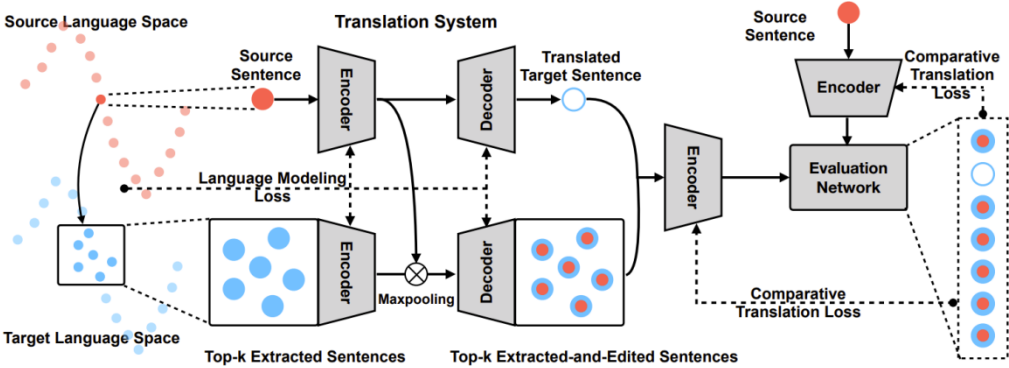 Source Language Space
Translation System
Source
Sentence
Encoder
Decoder
Translated
Target Sentence
Source
Sentence
Encoder
Comparative
Translation
Loss
Encoder
Evaluation
Network
Language Modeling
Loss
Encoder
Maxpooling
Decoder
Comparative
Translation Loss
Target Language Space
Top-k Extracted Sentences
Top-k Extracted-and-Edited Sentences